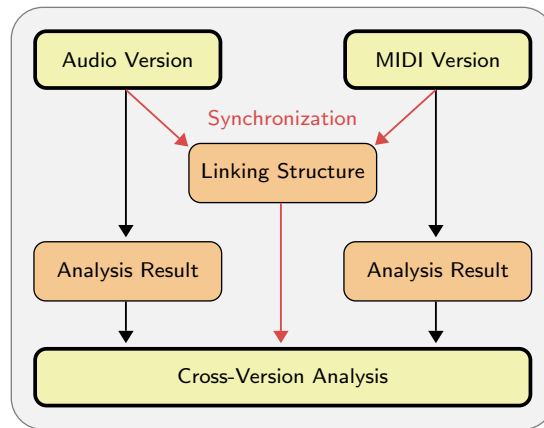 Audio Version
MIDI Version
Synchronization
Linking Structure
Analysis Result
Analysis Result
Cross-Version Analysis